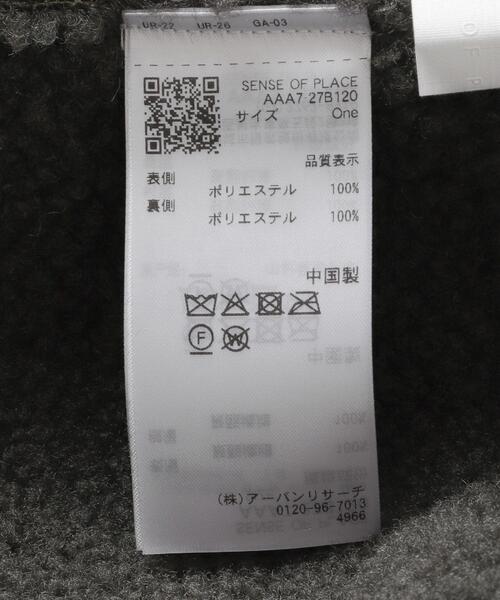 UR-22 UR-26 GA-03
SENSE OF PLACE
AAA7 27B120
サイズ One
品質表示
表側
ポリエステル 100%
裏側
ポリエステル 100%
中国製
F W
(株)アーバンリサーチ
0120-96-7013
4966
OF P